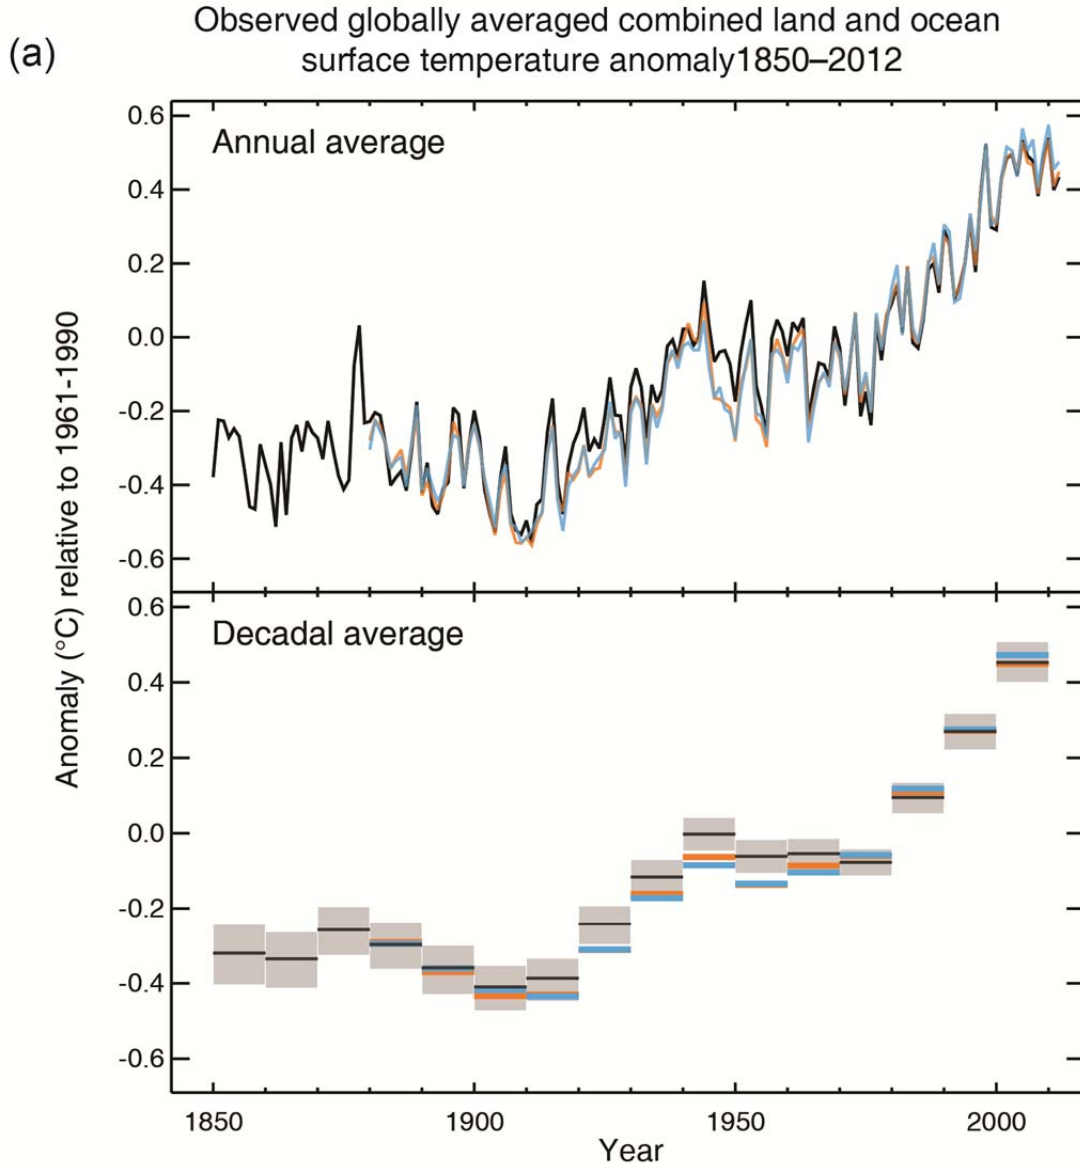 (a)
Observed globally averaged combined land and ocean
surface temperature anomaly1850–2012
Anomaly (°C) relative to 1961-1990
Annual average
0.6
0.4
0.2
0.0
-0.2
-0.4
-0.6
Decadal average
0.6
0.4
0.2
0.0
-0.2
-0.4
-0.6
1850 1900 1950 2000
Year